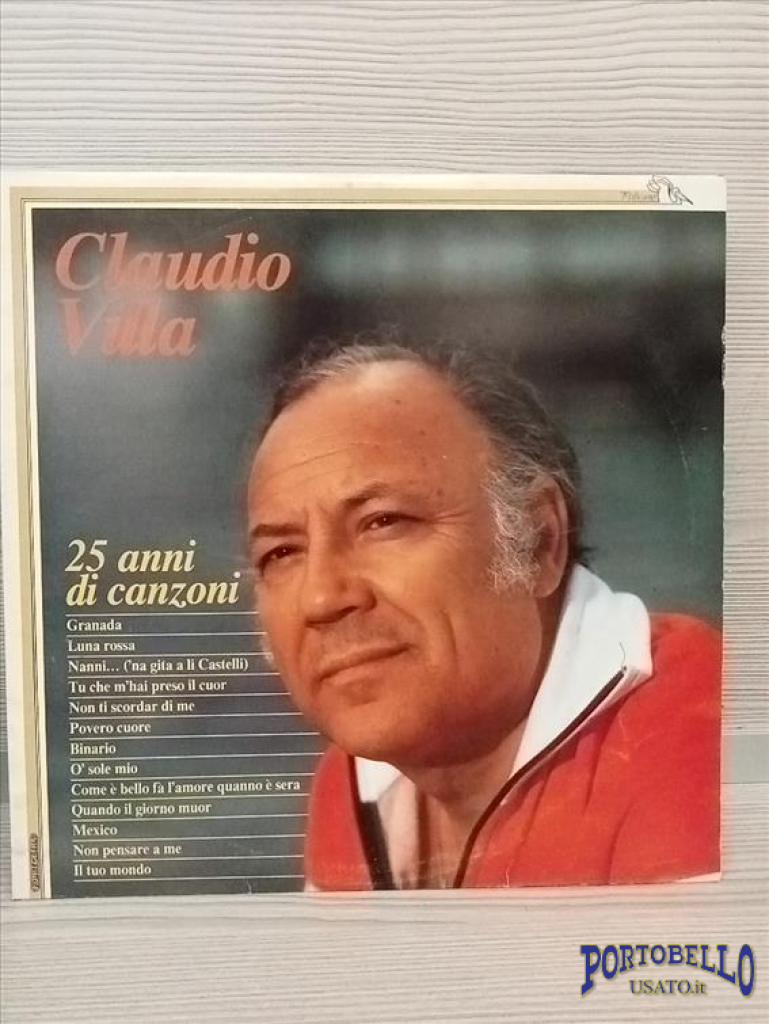 Claudio
Villa
25 anni
di canzoni
Granada
Luna rossa
Nanni... ('na gita a li Castelli)
Tu che m'hai preso il cuor
Non ti scordar di me
Povero cuore
Binario
O' sole mio
Come è bello fa l'amore quanno è sera
Quando il giorno muor
Mexico
Non pensare a me
Il tuo mondo
PORTOBELLO
USATO.it